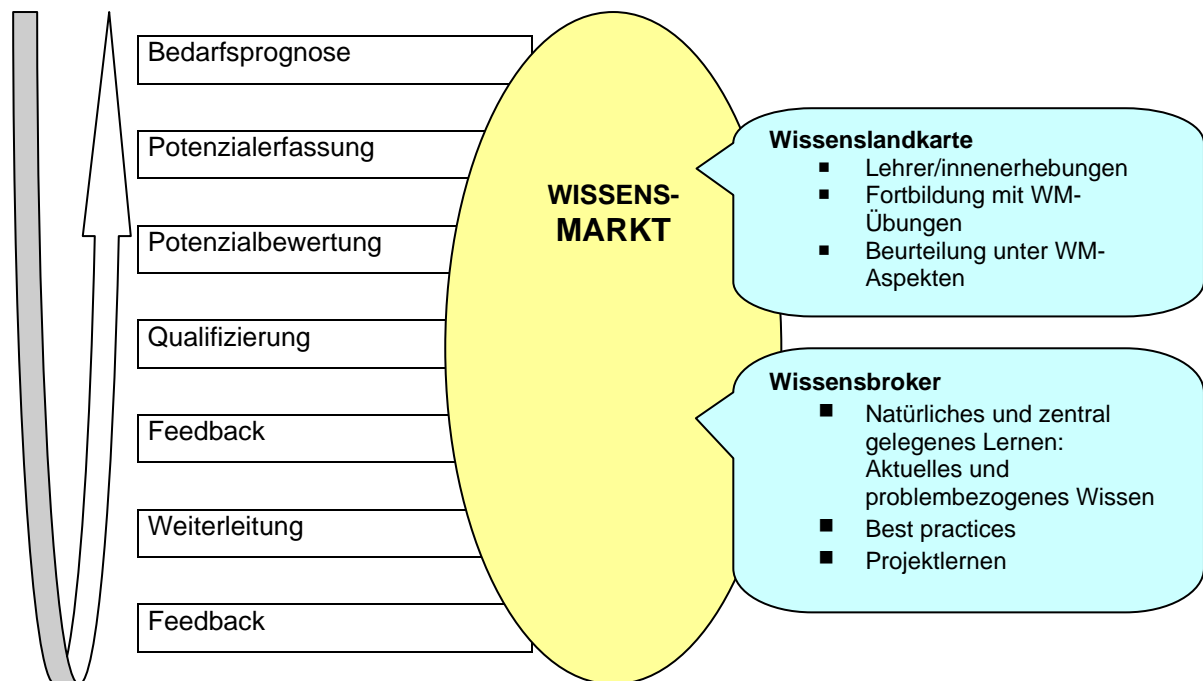 Bedarfsprognose
Potenzialerfassung
Potenzialbewertung
Qualifizierung
Feedback
Weiterleitung
Feedback
WISSENS-
MARKT
Wissenslandkarte
▪ Lehrer/innenerhebungen
▪ Fortbildung mit WM-
Übungen
▪ Beurteilung unter WM-
Aspekten
Wissensbroker
▪ Natürliches und zentral
gelegenes Lernen:
Aktuelles und
problembezogenes Wissen
▪ Best practices
▪ Projektlernen